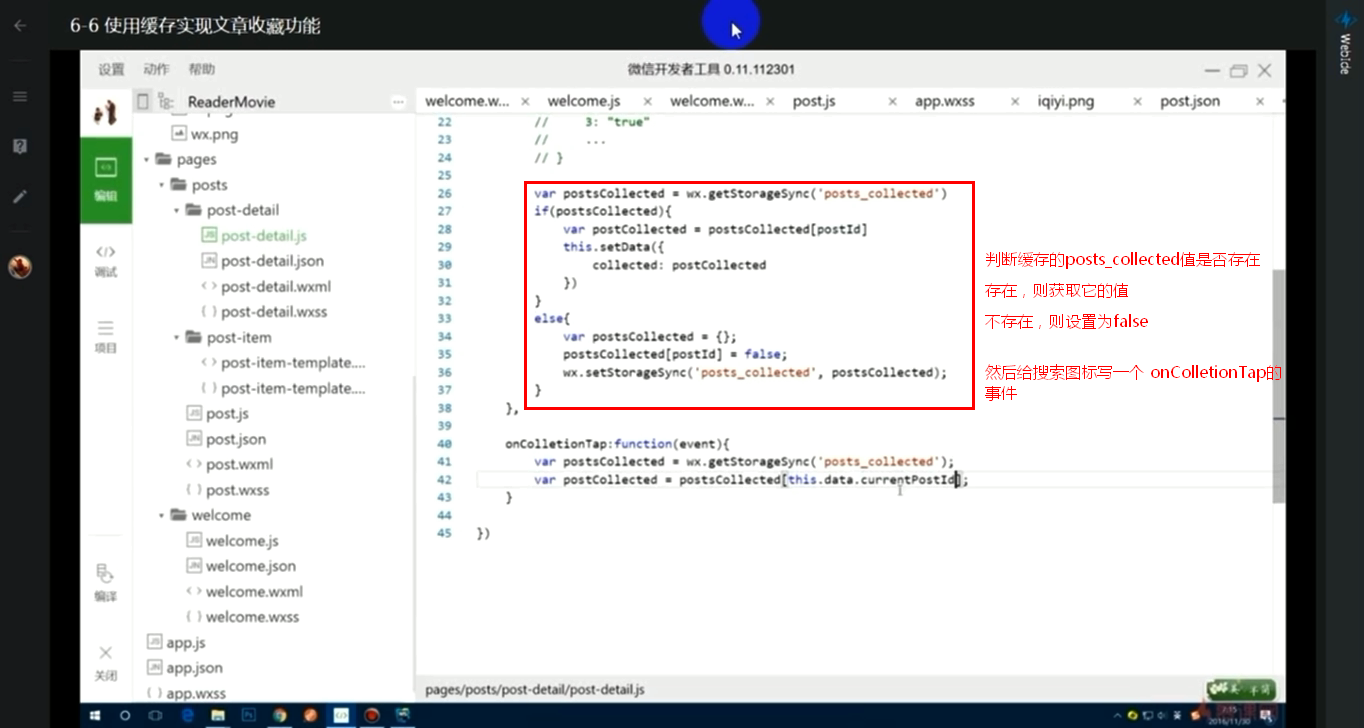 6-6 使用缓存实现文章收藏功能
WebIde
设置 动作 帮助
微信开发者工具 0.11.112301
ReaderMovie
welcome.w... × welcome.js × welcome.w... × post.js × app.wxss × iqiyi.png × post.json ×
wx.png
pages
posts
post-detail
post-detail.js
post-detail.json
post-detail.wxml
post-detail.wxss
post-item
post-item-template....
post-item-template....
post.js
post.json
post.wxml
post.wxss
welcome
welcome.js
welcome.json
welcome.wxml
welcome.wxss
app.js
app.json
app.wxss
编辑
调试
项目
编译
关闭
22 // 3: "true"
23 // ...
24 // }
25
26 var postsCollected = wx.getStorageSync('posts_collected')
27 if(postsCollected){
28 var postCollected = postsCollected[postId]
29 this.setData({
30 collected: postCollected
31 })
32 }
33 else{
34 var postsCollected = {};
35 postsCollected[postId] = false;
36 wx.setStorageSync('posts_collected', postsCollected);
37 }
38 },
39
40 onColletionTap:function(event){
41 var postsCollected = wx.getStorageSync('posts_collected');
42 var postCollected = postsCollected[this.data.currentPostId];
43 }
44
45 })
判断缓存的posts_collected值是否存在
存在，则获取它的值
不存在，则设置为false
然后给搜索图标写一个 onColletionTap的
事件
pages/posts/post-detail/post-detail.js
7:15
2016/11/30